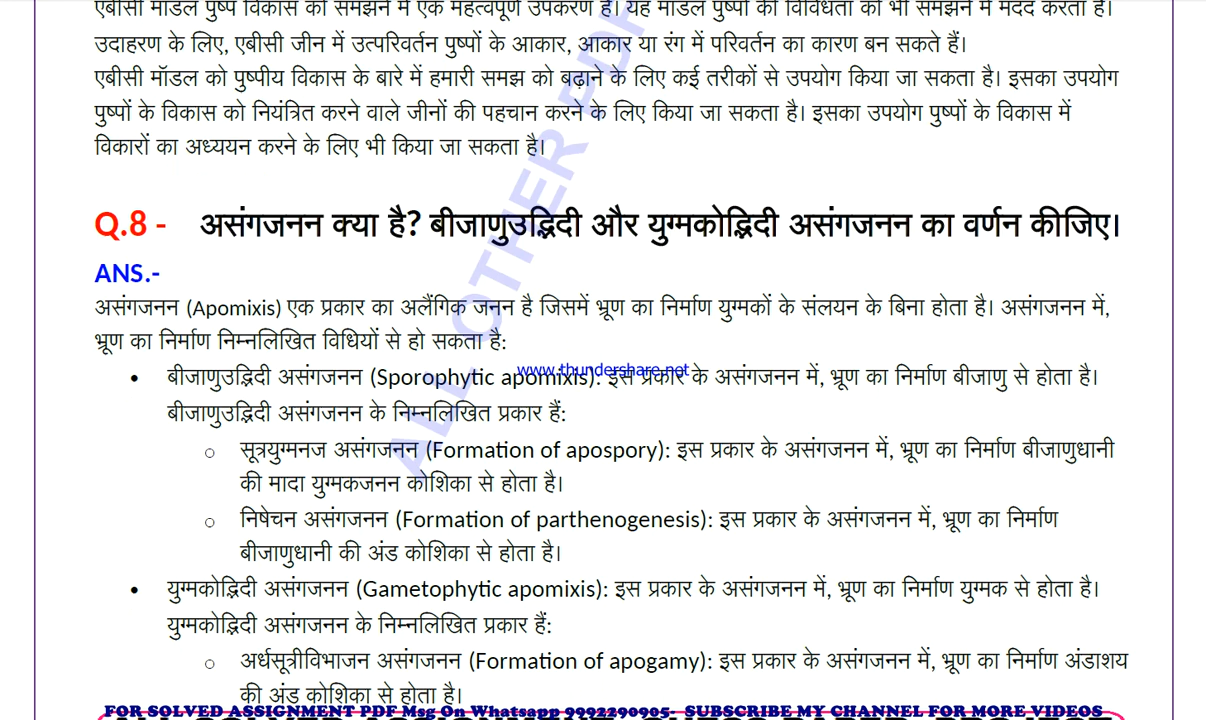 एबीसी मॉडल पुष्प विकास को समझने में एक महत्वपूर्ण उपकरण है। यह मॉडल पुष्पों की विविधता को भी समझने में मदद करता है।
उदाहरण के लिए, एबीसी जीन में उत्परिवर्तन पुष्पों के आकार, आकार या रंग में परिवर्तन का कारण बन सकते हैं।
एबीसी मॉडल को पुष्पीय विकास के बारे में हमारी समझ को बढ़ाने के लिए कई तरीकों से उपयोग किया जा सकता है। इसका उपयोग
पुष्पों के विकास को नियंत्रित करने वाले जीनों की पहचान करने के लिए किया जा सकता है। इसका उपयोग पुष्पों के विकास में
विकारों का अध्ययन करने के लिए भी किया जा सकता है।
Q.8 - असंगजनन क्या है? बीजाणुउद्भिदी और युग्मकोद्भिदी असंगजनन का वर्णन कीजिए।
ANS.-
असंगजनन (Apomixis) एक प्रकार का अलैंगिक जनन है जिसमें भ्रूण का निर्माण युग्मकों के संलयन के बिना होता है। असंगजनन में,
भ्रूण का निर्माण निम्नलिखित विधियों से हो सकता है:
www.thundershare.net
• बीजाणुउद्भिदी असंगजनन (Sporophytic apomixis): इस प्रकार के असंगजनन में, भ्रूण का निर्माण बीजाणु से होता है।
बीजाणुउद्भिदी असंगजनन के निम्नलिखित प्रकार हैं:
○ सूत्रयुग्मनज असंगजनन (Formation of apospory): इस प्रकार के असंगजनन में, भ्रूण का निर्माण बीजाणुधानी
की मादा युग्मकजनन कोशिका से होता है।
○ निषेचन असंगजनन (Formation of parthenogenesis): इस प्रकार के असंगजनन में, भ्रूण का निर्माण
बीजाणुधानी की अंड कोशिका से होता है।
• युग्मकोद्भिदी असंगजनन (Gametophytic apomixis): इस प्रकार के असंगजनन में, भ्रूण का निर्माण युग्मक से होता है।
युग्मकोद्भिदी असंगजनन के निम्नलिखित प्रकार हैं:
○ अर्धसूत्रीविभाजन असंगजनन (Formation of apogamy): इस प्रकार के असंगजनन में, भ्रूण का निर्माण अंडाशय
की अंड कोशिका से होता है।
ALL OTHER PDF
FOR SOLVED ASSIGNMENT PDF Msg On Whatsapp 9992290905- SUBSCRIBE MY CHANNEL FOR MORE VIDEOS